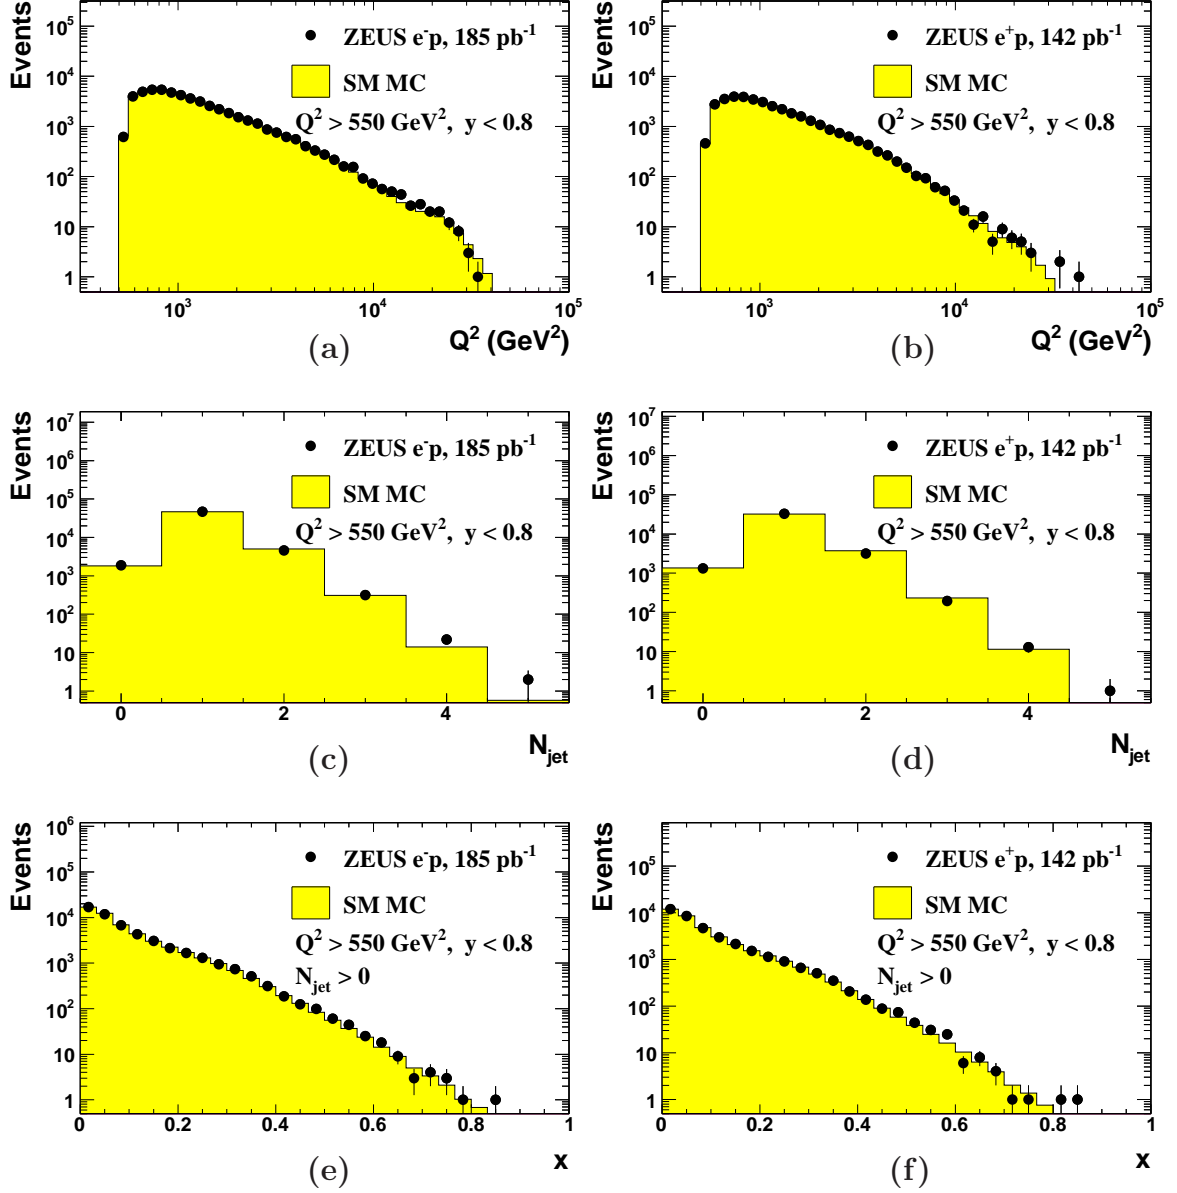 Events
10⁵
10⁴
10³
10²
10
1
ZEUS e⁻p, 185 pb⁻¹
SM MC
Q² > 550 GeV², y < 0.8
10³ 10⁴ 10⁵
Q² (GeV²)
(a)
Events
10⁵
10⁴
10³
10²
10
1
ZEUS e⁺p, 142 pb⁻¹
SM MC
Q² > 550 GeV², y < 0.8
10³ 10⁴ 10⁵
Q² (GeV²)
(b)
Events
10⁷
10⁶
10⁵
10⁴
10³
10²
10
1
ZEUS e⁻p, 185 pb⁻¹
SM MC
Q² > 550 GeV², y < 0.8
0 2 4
N_jet
(c)
Events
10⁷
10⁶
10⁵
10⁴
10³
10²
10
1
ZEUS e⁺p, 142 pb⁻¹
SM MC
Q² > 550 GeV², y < 0.8
0 2 4
N_jet
(d)
Events
10⁶
10⁵
10⁴
10³
10²
10
1
ZEUS e⁻p, 185 pb⁻¹
SM MC
Q² > 550 GeV², y < 0.8
N_jet > 0
0 0.2 0.4 0.6 0.8 1
x
(e)
Events
10⁵
10⁴
10³
10²
10
1
ZEUS e⁺p, 142 pb⁻¹
SM MC
Q² > 550 GeV², y < 0.8
N_jet > 0
0 0.2 0.4 0.6 0.8 1
x
(f)